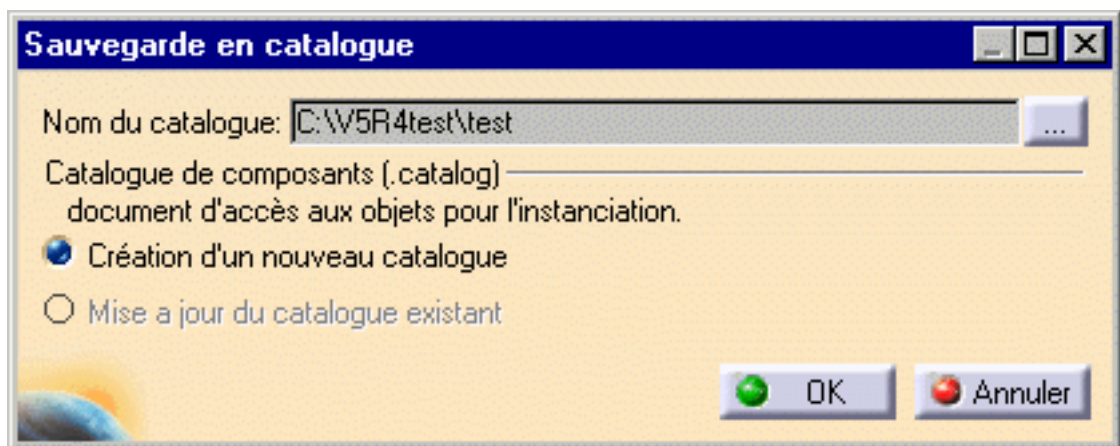 Sauvegarde en catalogue
Nom du catalogue: C:\V5R4test\test ...
Catalogue de composants (.catalog)
document d'accès aux objets pour l'instanciation.
Création d'un nouveau catalogue
Mise a jour du catalogue existant
OK Annuler